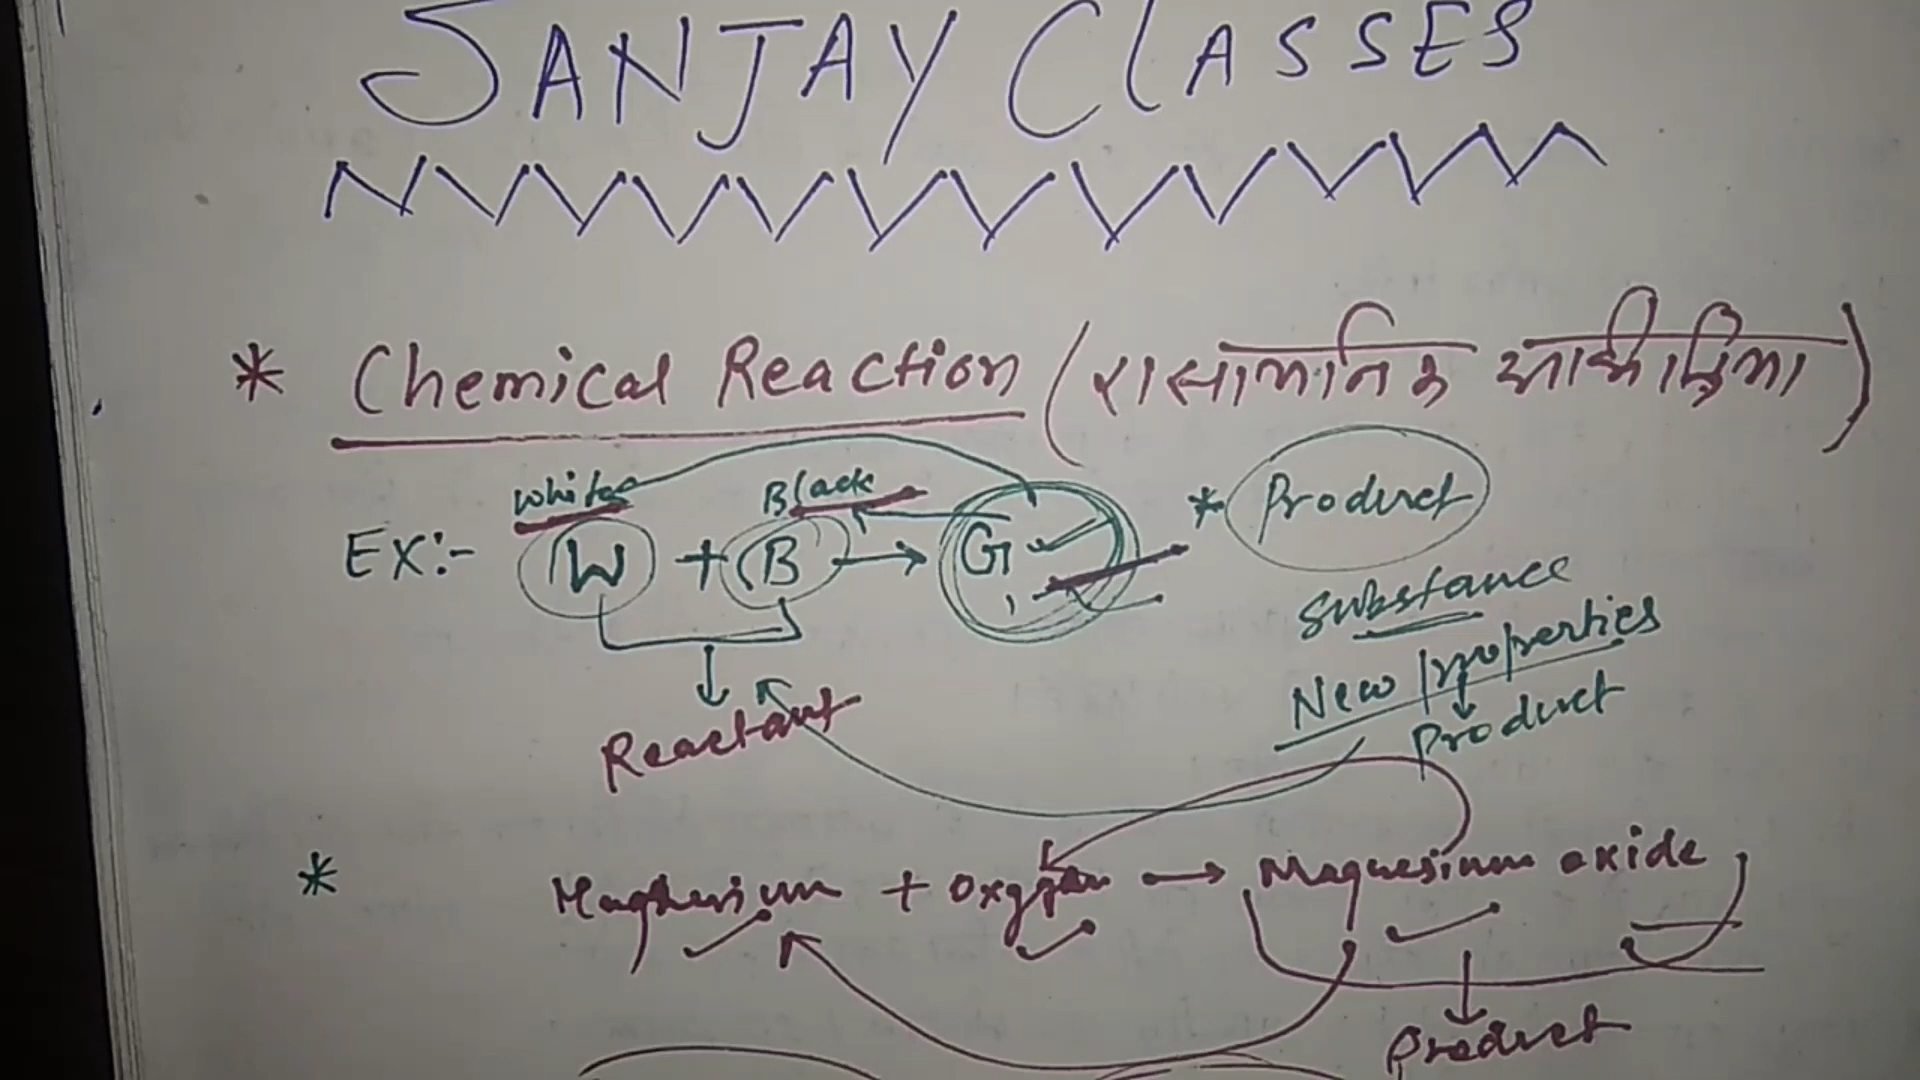 SANJAY ClASSES
* Chemical Reaction (रासायनिक अभिक्रिया)
White Black
Ex:- W + B → G * Product
Substance
New properties
Reactant Product
* Magnesium + Oxygen → Magnesium oxide
Product